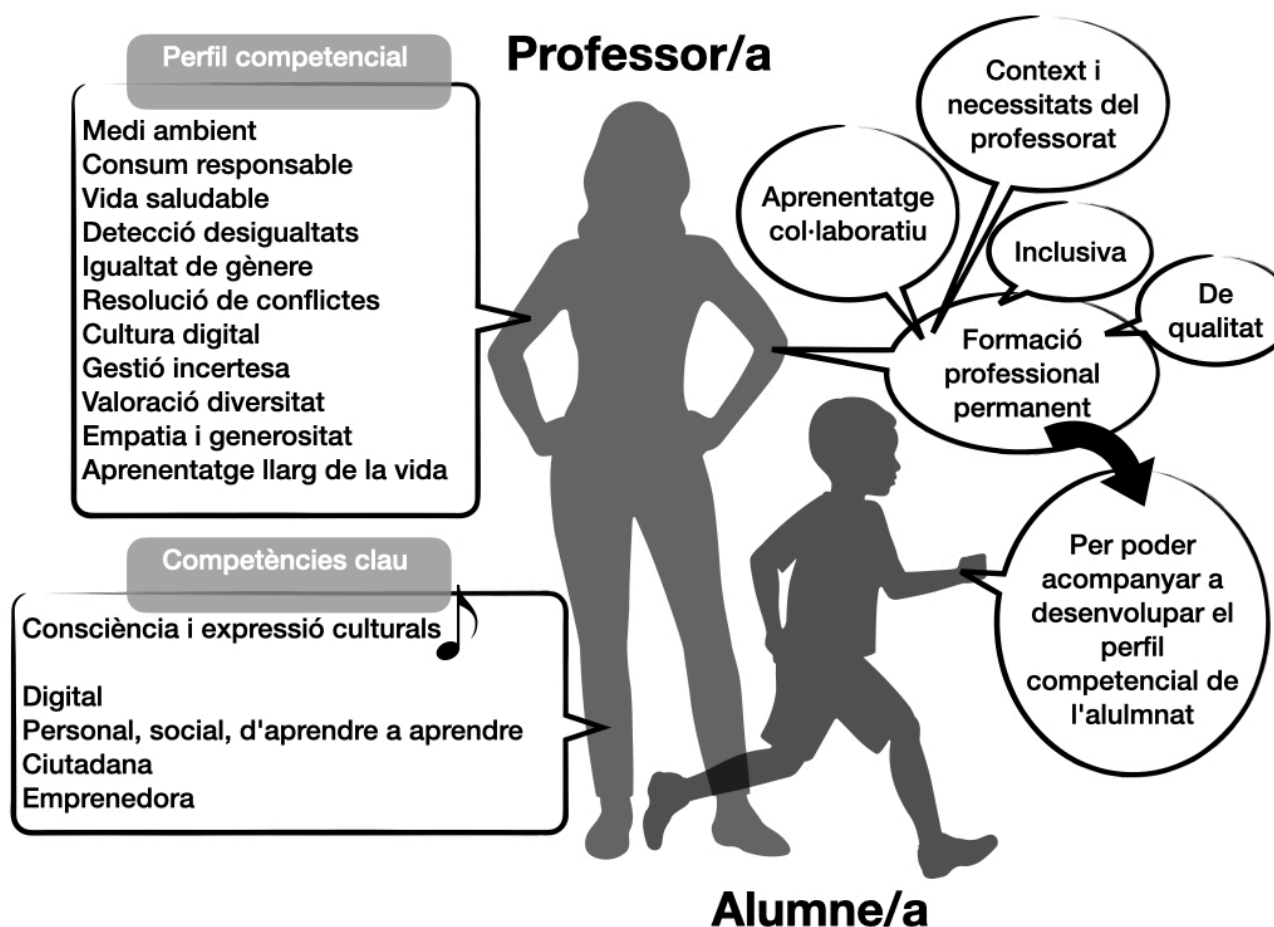 Professor/a
Perfil competencial
Medi ambient
Consum responsable
Vida saludable
Detecció desigualtats
Igualtat de gènere
Resolució de conflictes
Cultura digital
Gestió incertesa
Valoració diversitat
Empatia i generositat
Aprenentatge llarg de la vida
Competències clau
Consciència i expressió culturals
Digital
Personal, social, d'aprendre a aprendre
Ciutadana
Emprenedora
Context i
necessitats del
professorat
Aprenentatge
col·laboratiu
Inclusiva
De
qualitat
Formació
professional
permanent
Per poder
acompanyar a
desenvolupar el
perfil
competencial de
l'alulmnat
Alumne/a